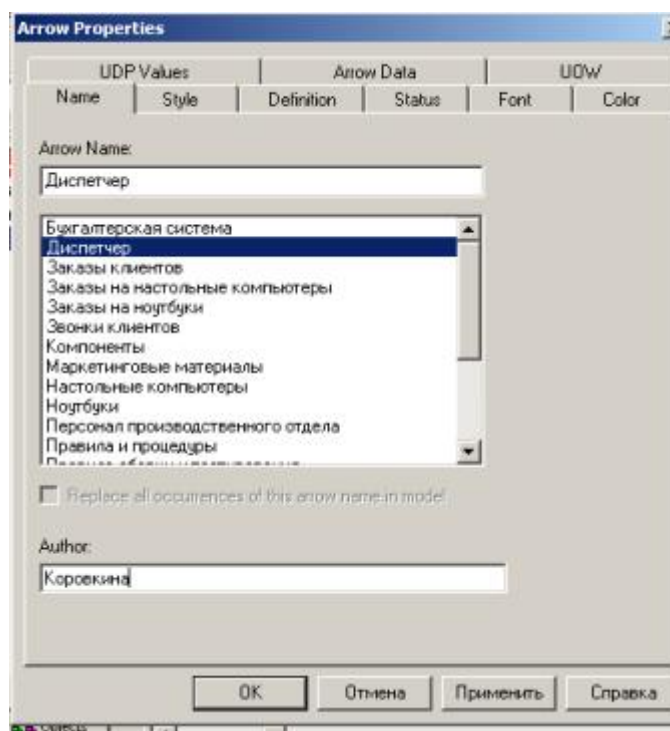 Arrow Properties
UDP Values Arrow Data UOW
Name Style Definition Status Font Color
Arrow Name:
Диспетчер
Бухгалтерская система
Диспетчер
Заказы клиентов
Заказы на настольные компьютеры
Заказы на ноутбуки
Звонки клиентов
Компоненты
Маркетинговые материалы
Настольные компьютеры
Ноутбуки
Персонал производственного отдела
Правила и процедуры
Replace all occurrences of this arrow name in model
Author:
Коровкина
OK Отмена Применить Справка